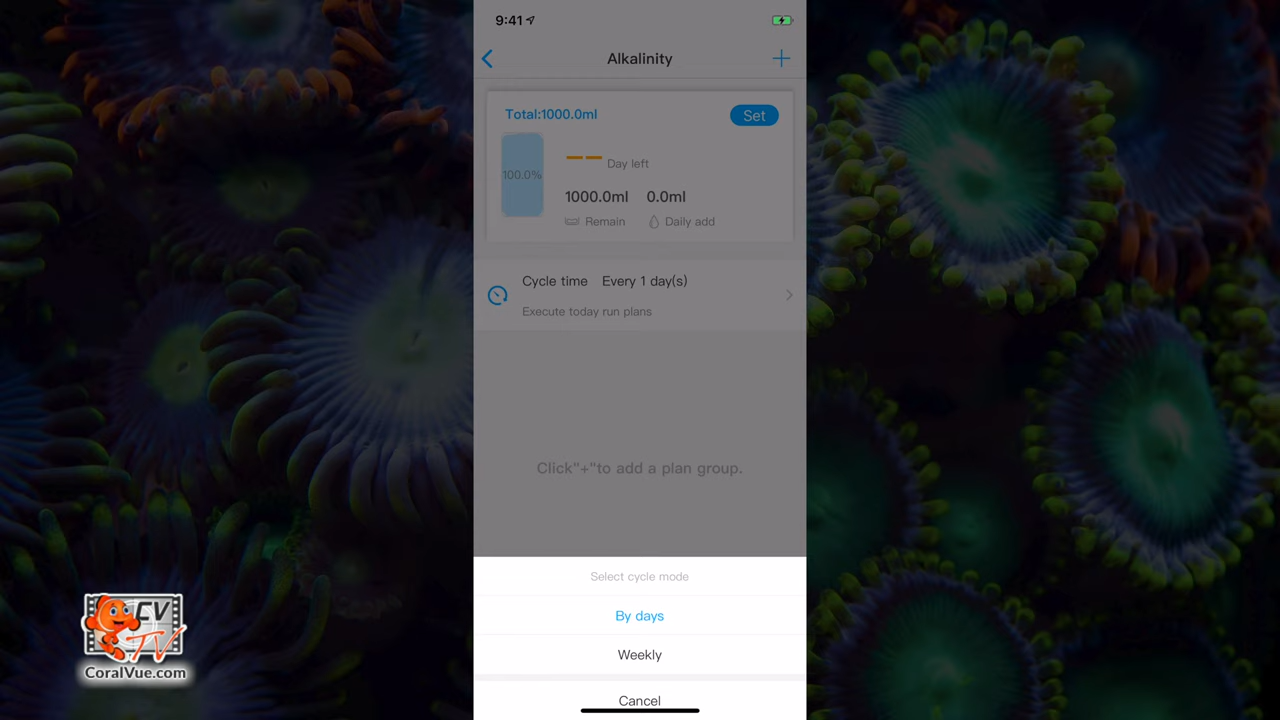 9:41
Alkalinity
Total:1000.0ml
Set
100.0%
Day left
1000.0ml 0.0ml
Remain Daily add
Cycle time Every 1 day(s)
Execute today run plans
Click"+"to add a plan group.
Select cycle mode
By days
Weekly
Cancel
CV
TV
CoralVue.com